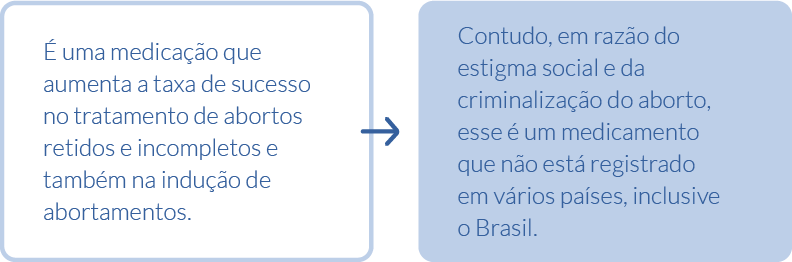 É uma medicação que
aumenta a taxa de sucesso
no tratamento de abortos
retidos e incompletos e
também na indução de
abortamentos.
Contudo, em razão do
estigma social e da
criminalização do aborto,
esse é um medicamento
que não está registrado
em vários países, inclusive
o Brasil.